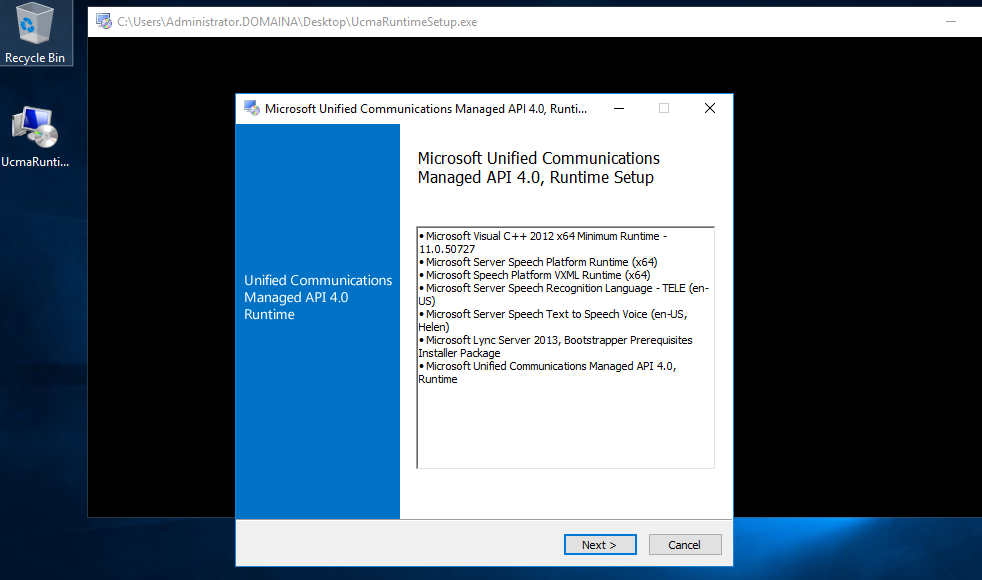 Recycle Bin
UcmaRunti...
C:\Users\Administrator.DOMAINA\Desktop\UcmaRuntimeSetup.exe
Microsoft Unified Communications Managed API 4.0, Runti...
Unified Communications
Managed API 4.0
Runtime
Microsoft Unified Communications
Managed API 4.0, Runtime Setup
• Microsoft Visual C++ 2012 x64 Minimum Runtime -
11.0.50727
• Microsoft Server Speech Platform Runtime (x64)
• Microsoft Speech Platform VXML Runtime (x64)
• Microsoft Server Speech Recognition Language - TELE (en-
US)
• Microsoft Server Speech Text to Speech Voice (en-US,
Helen)
• Microsoft Lync Server 2013, Bootstrapper Prerequisites
Installer Package
• Microsoft Unified Communications Managed API 4.0,
Runtime
Next >
Cancel